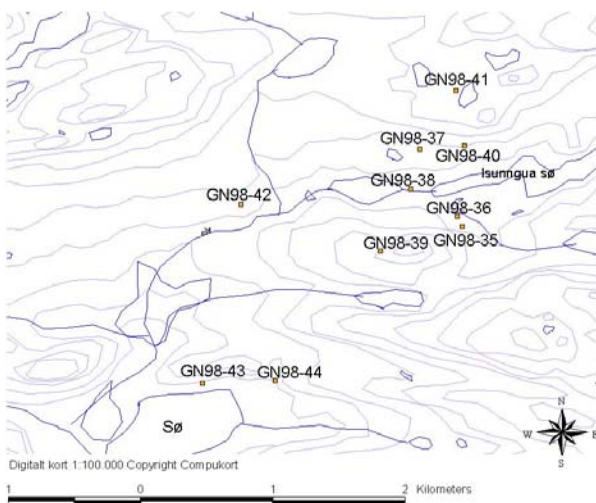 GN98-41
GN98-37
GN98-40
Isunngua sø
GN98-38
GN98-42
GN98-36
GN98-35
GN98-39
GN98-43 GN98-44
Sø
N
W E
S
Digitalt kort 1:100.000 Copyright Compukort
1 0 1 2 Kilometers